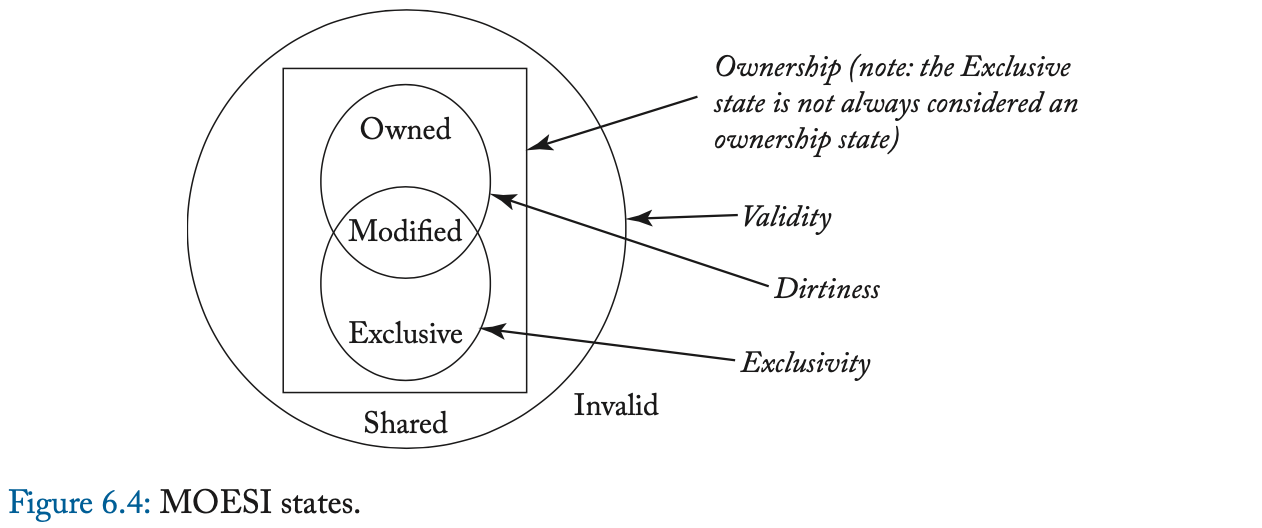 Ownership (note: the Exclusive
state is not always considered an
ownership state)
Owned
Validity
Modified
Dirtiness
Exclusive
Exclusivity
Invalid
Shared
Figure 6.4: MOESI states.